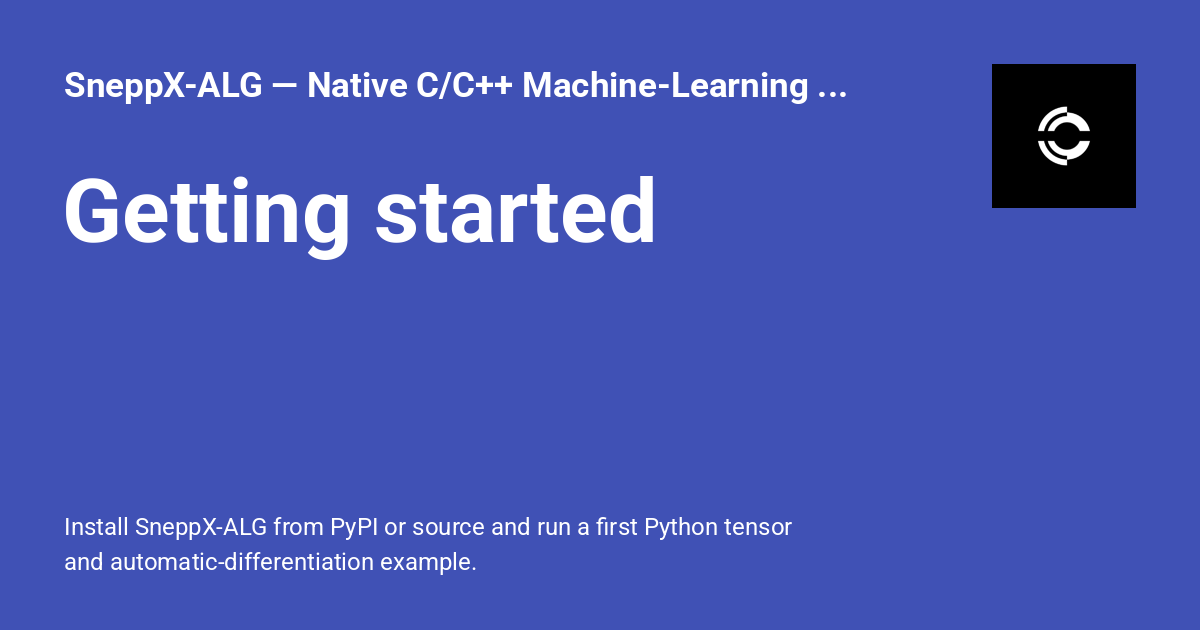 SneppX-ALG — Native C/C++ Machine-Learning ...
Getting started
Install SneppX-ALG from PyPI or source and run a first Python tensor
and automatic-differentiation example.